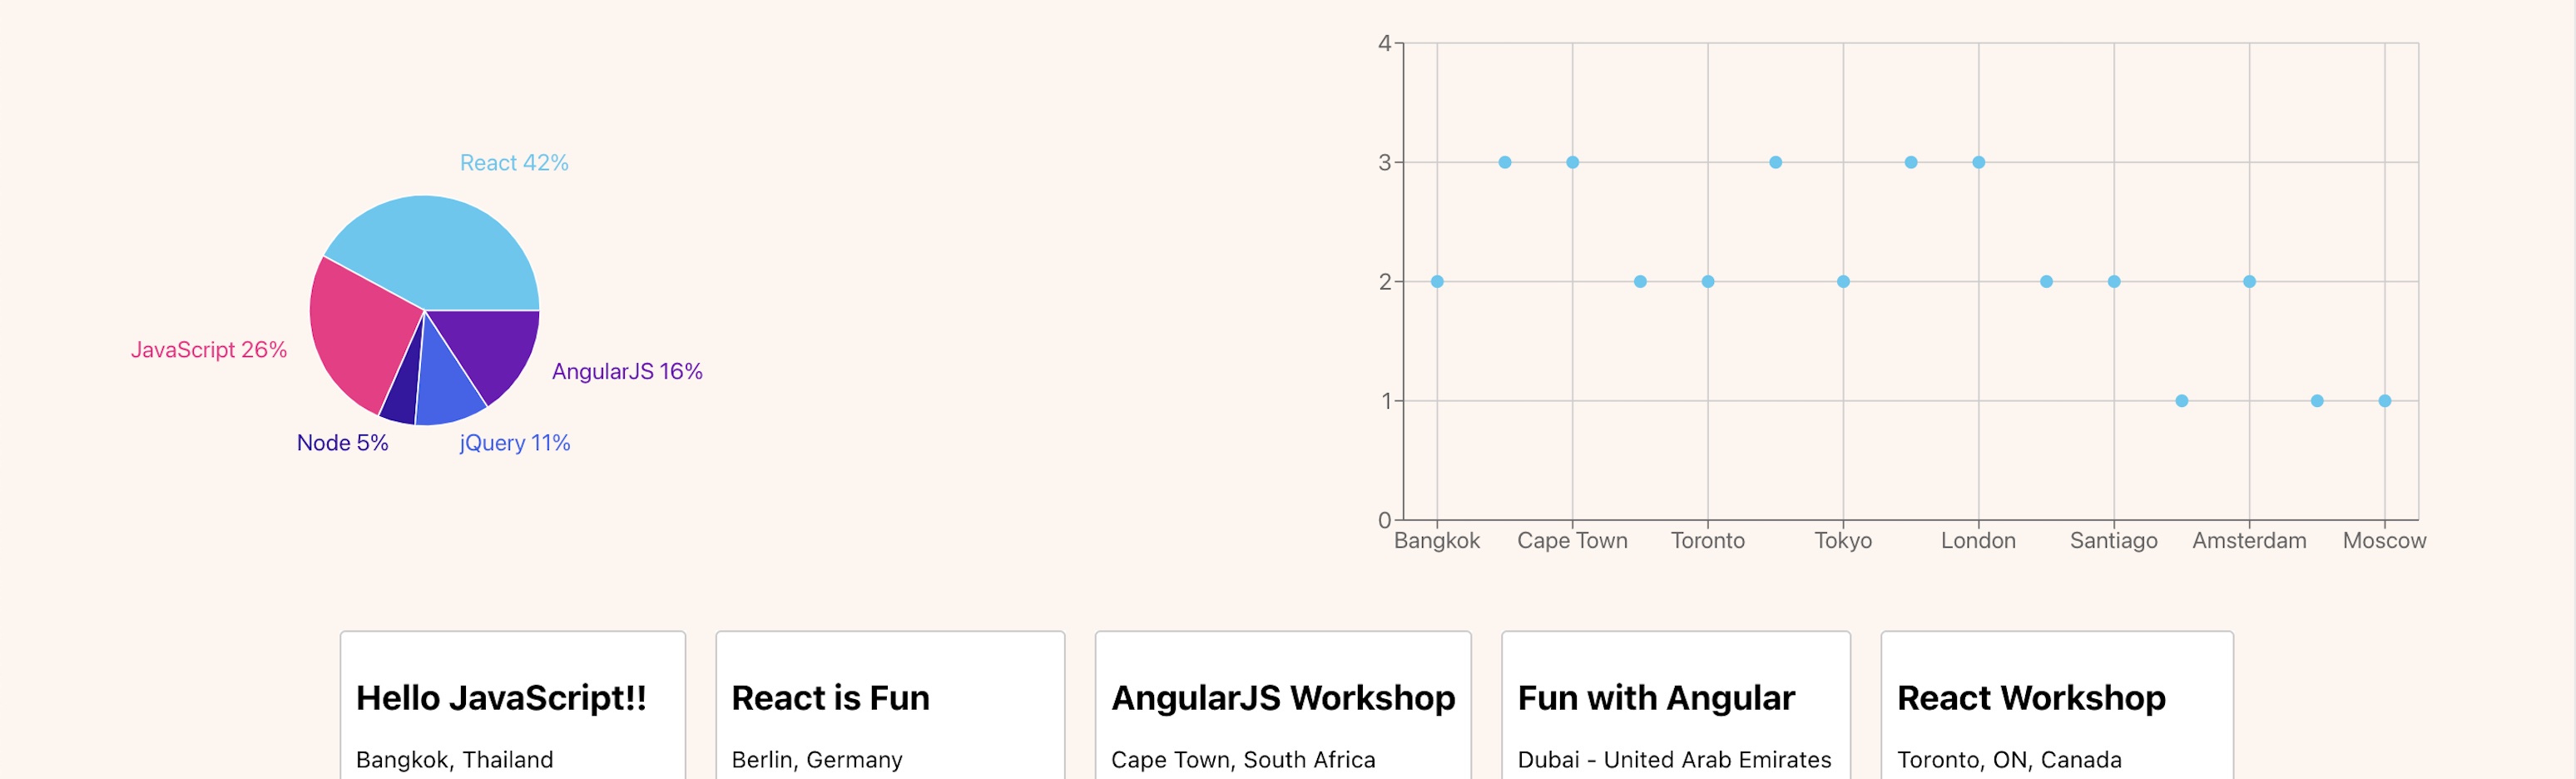 React 42%
JavaScript 26%
AngularJS 16%
Node 5%
jQuery 11%
4
3
2
1
0
Bangkok Cape Town Toronto Tokyo London Santiago Amsterdam Moscow
Hello JavaScript!!
Bangkok, Thailand
React is Fun
Berlin, Germany
AngularJS Workshop
Cape Town, South Africa
Fun with Angular
Dubai - United Arab Emirates
React Workshop
Toronto, ON, Canada